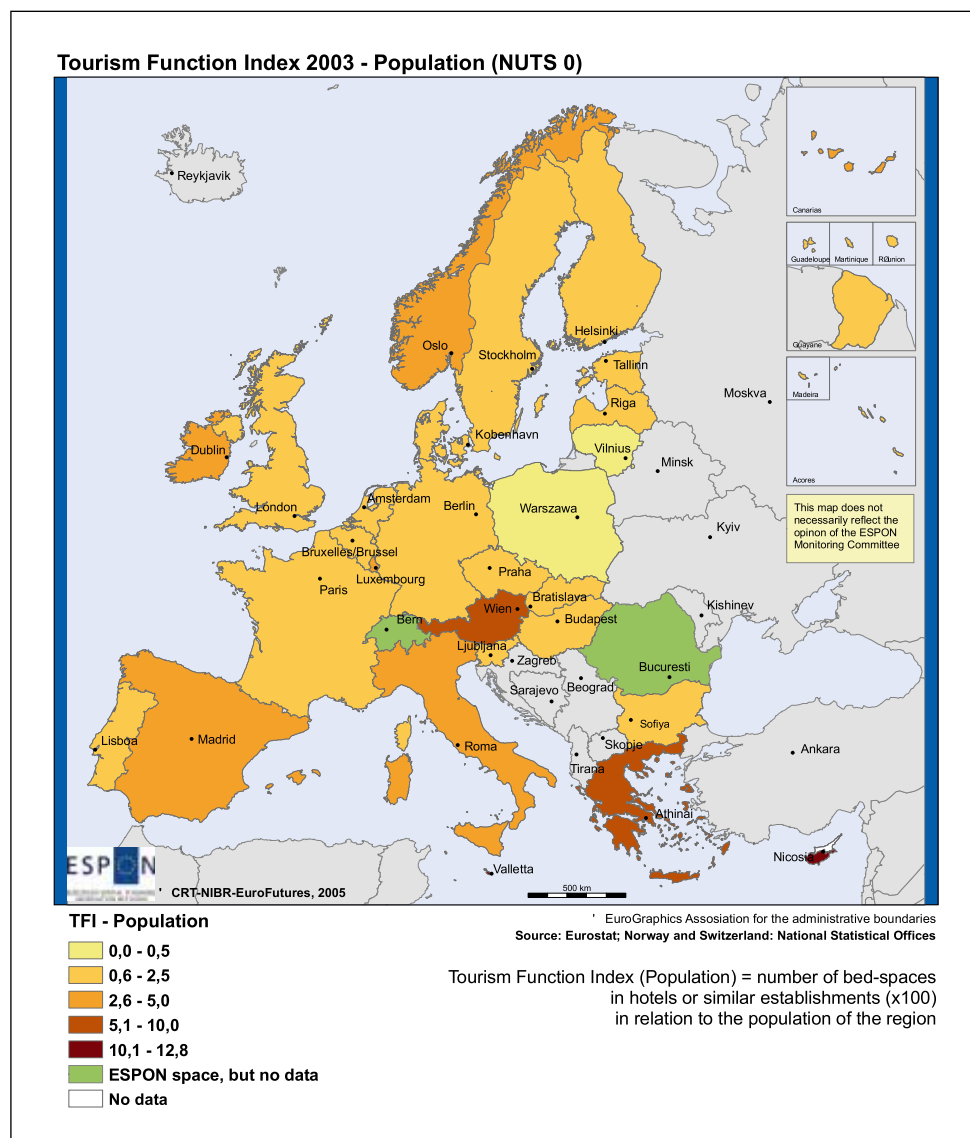 Tourism Function Index 2003 - Population (NUTS 0)
Reykjavik
Canarias
Guadeloupe
Martinique
Guayane
Madeira
Acores
Oslo
Stockholm
Helsinki
Tallinn
Riga
Moskva
Kobenhavn
Vilnius
Minsk
Dublin
London
Amsterdam
Berlin
Warszawa
This map does not
necessarily reflect the
opinon of the ESPON
Monitoring Committee
Kyiv
Bruxelles/Brussel
Luxembourg
Paris
Praha
Bratislava
Wien
Budapest
Kishinev
Bern
Ljubljana
Zagreb
Bucuresti
Sarajevo
Beograd
Sofiya
Lisboa
Madrid
Roma
Skopje
Tirana
Ankara
Athinai
Nicosia
Valletta
ESPON
' CRT-NIBR-EuroFutures, 2005
500 km
' EuroGraphics Assosiation for the administrative boundaries
Source: Eurostat; Norway and Switzerland: National Statistical Offices
TFI - Population
0,0 - 0,5
0,6 - 2,5
2,6 - 5,0
5,1 - 10,0
10,1 - 12,8
ESPON space, but no data
No data
Tourism Function Index (Population) = number of bed-spaces
in hotels or similar establishments (x100)
in relation to the population of the region